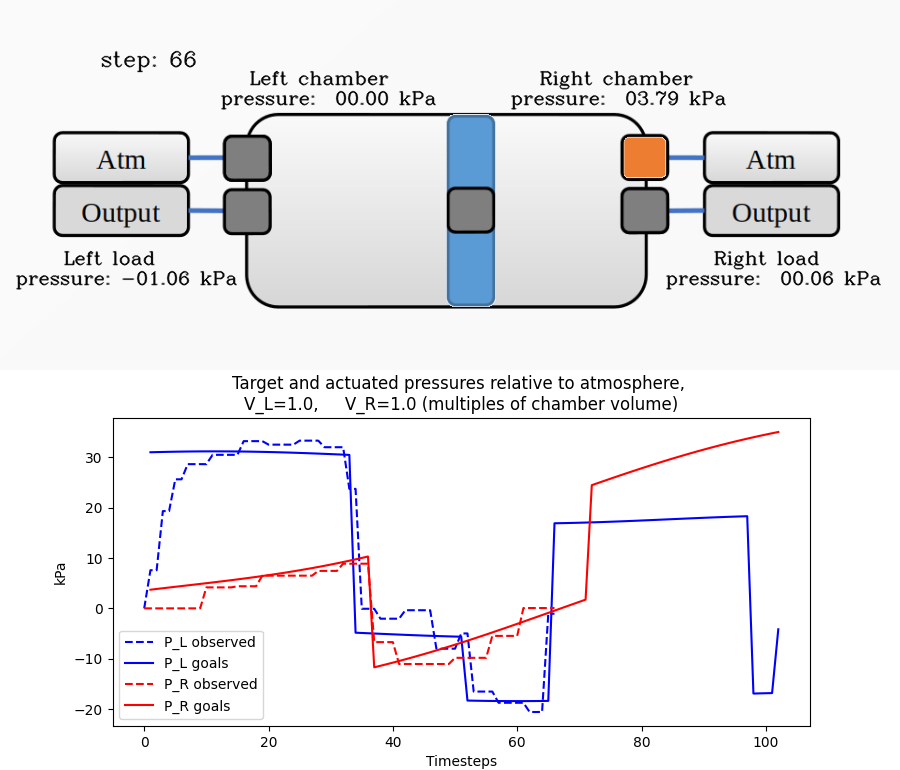 step: 66
Left chamber
pressure: 00.00 kPa
Right chamber
pressure: 03.79 kPa
Atm
Output
Atm
Output
Left load
pressure: -01.06 kPa
Right load
pressure: 00.06 kPa
Target and actuated pressures relative to atmosphere,
V_L=1.0, V_R=1.0 (multiples of chamber volume)
30
20
10
0
−10
−20
kPa
P_L observed
P_L goals
P_R observed
P_R goals
0 20 40 60 80 100
Timesteps